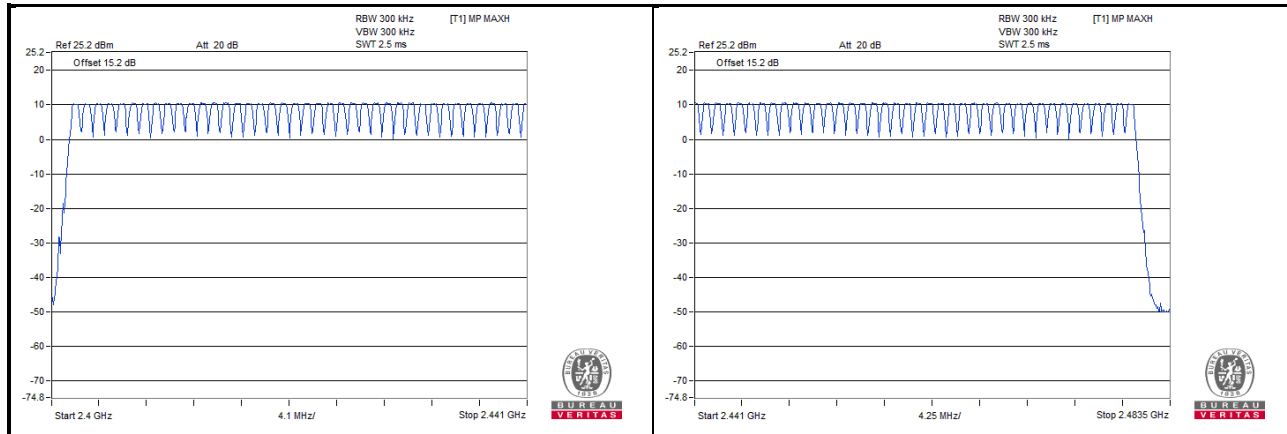 RBW 300 kHz [T1] MP MAXH
VBW 300 kHz
Ref 25.2 dBm Att 20 dB SWT 2.5 ms
25.2
Offset 15.2 dB
20
10
0
-10
-20
-30
-40
-50
-60
-70
-74.8
Start 2.4 GHz 4.1 MHz/ Stop 2.441 GHz
BUREAU VERITAS
1828
BUREAU
VERITAS
RBW 300 kHz [T1] MP MAXH
VBW 300 kHz
Ref 25.2 dBm Att 20 dB SWT 2.5 ms
25.2
Offset 15.2 dB
20
10
0
-10
-20
-30
-40
-50
-60
-70
-74.8
Start 2.441 GHz 4.25 MHz/ Stop 2.4835 GHz
BUREAU VERITAS
1828
BUREAU
VERITAS